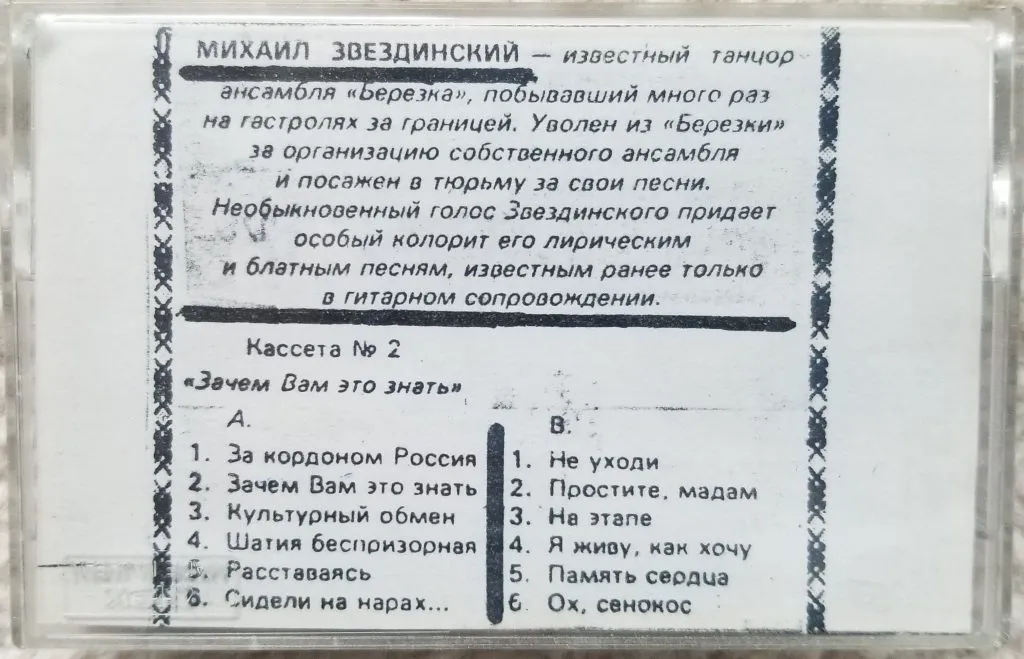 МИХАИЛ ЗВЕЗДИНСКИЙ — известный танцор
ансамбля «Березка», побывавший много раз
на гастролях за границей. Уволен из «Березки»
за организацию собственного ансамбля
и посажен в тюрьму за свои песни.
Необыкновенный голос Звездинского придает
особый колорит его лирическим
и блатным песням, известным ранее только
в гитарном сопровождении.
Кассета № 2
«Зачем Вам это знать»
А.
1. За кордоном Россия
2. Зачем Вам это знать
3. Культурный обмен
4. Шатия беспризорная
5. Расставаясь
6. Сидели на нарах...
В.
1. Не уходи
2. Простите, мадам
3. На этапе
4. Я живу, как хочу
5. Память сердца
6. Ох, сенокос